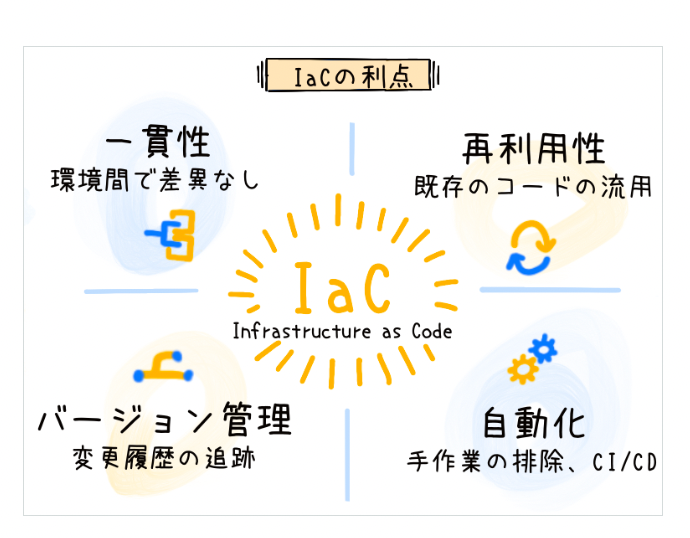 IaCの利点
一貫性
環境間で差異なし
再利用性
既存のコードの流用
IaC
Infrastructure as Code
バージョン管理
変更履歴の追跡
自動化
手作業の排除、CI/CD